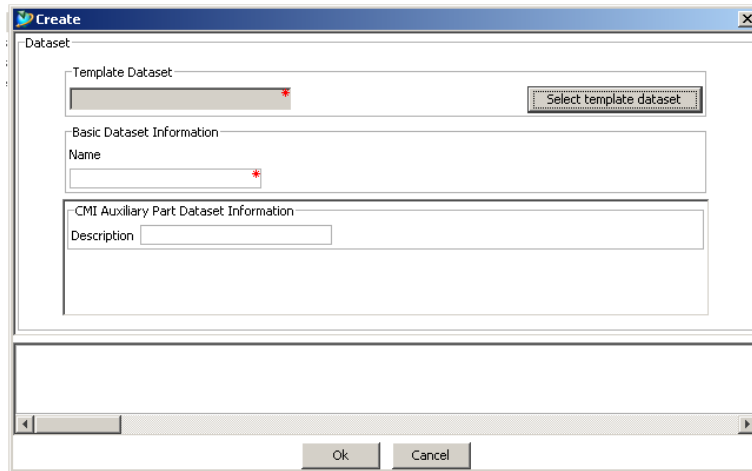 Create
Dataset
Template Dataset
*
Select template dataset
Basic Dataset Information
Name
*
CMI Auxiliary Part Dataset Information
Description
Ok
Cancel